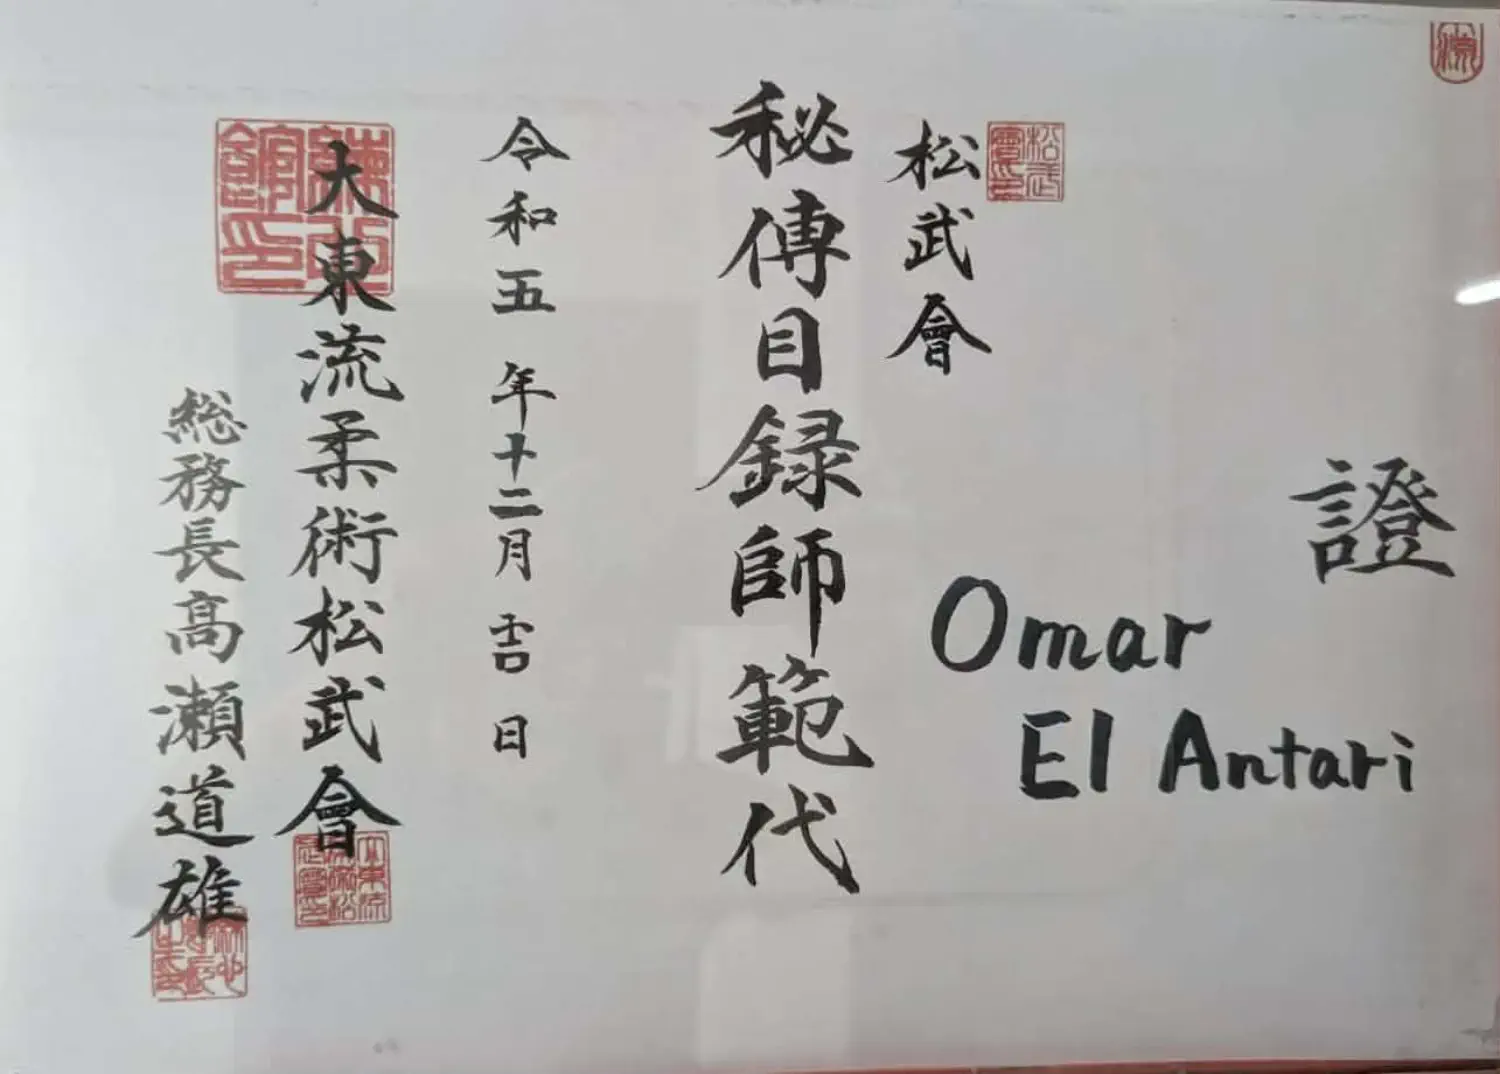 證
Omar
El Antari
松武會
秘傳目録師範代
令和五年十二月吉日
大東流柔術松武會
総務長高瀬道雄